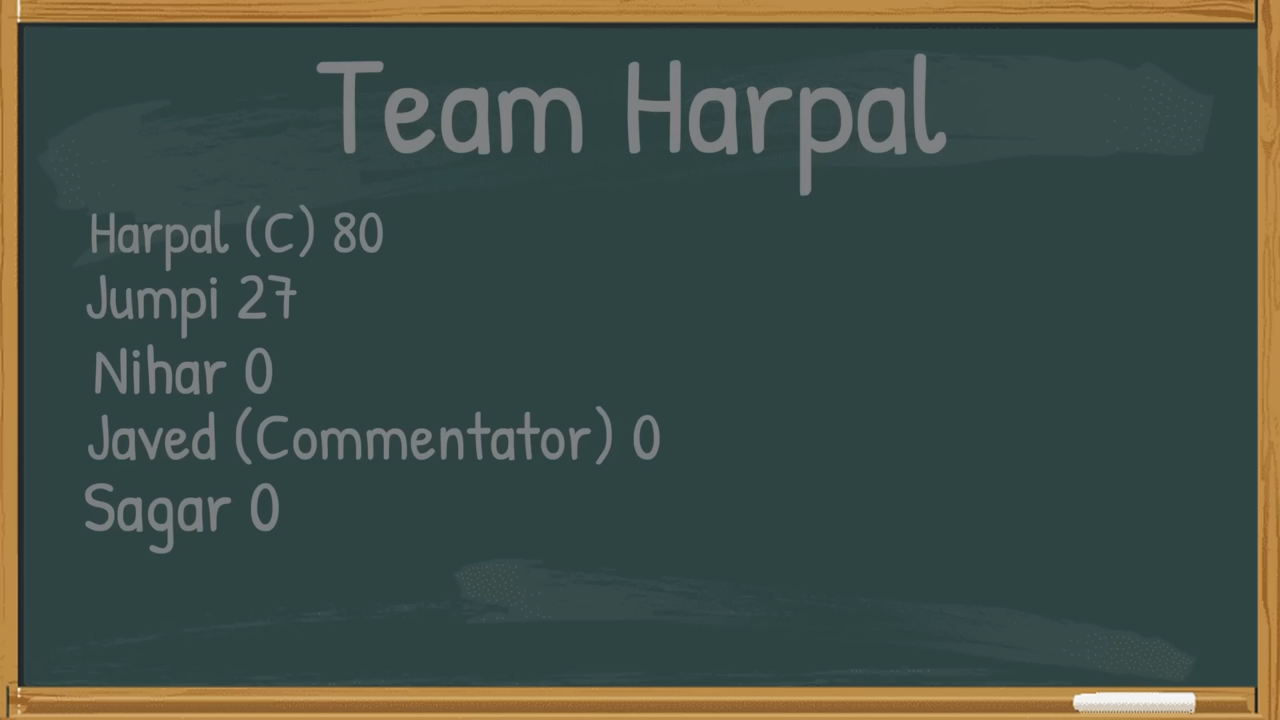 Team Harpal
Harpal (C) 80
Jumpi 27
Nihar 0
Javed (Commentator) 0
Sagar 0